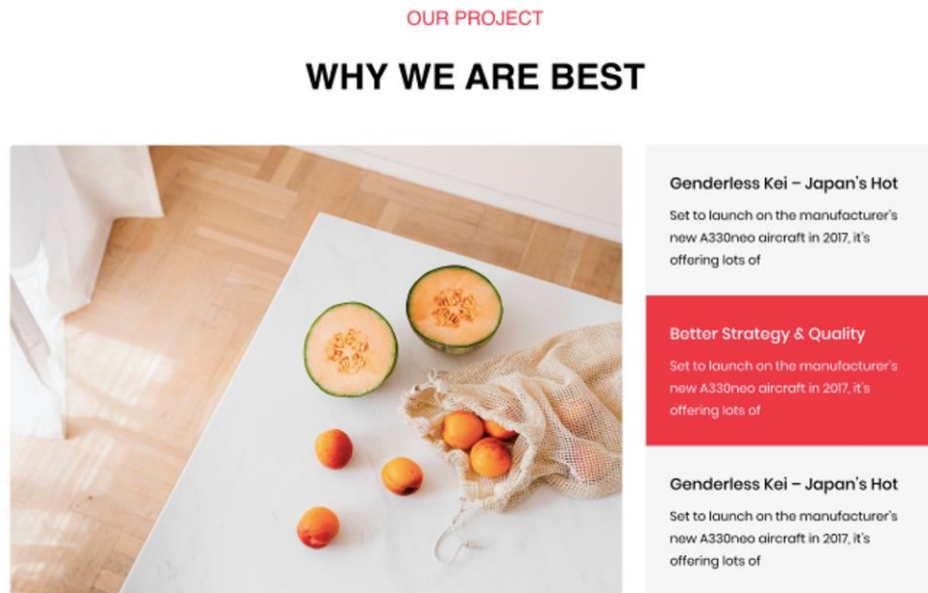 OUR PROJECT
WHY WE ARE BEST
Genderless Kei – Japan's Hot
Set to launch on the manufacturer's
new A330neo aircraft in 2017, it's
offering lots of
Better Strategy & Quality
Set to launch on the manufacturer's
new A330neo aircraft in 2017, it's
offering lots of
Genderless Kei – Japan's Hot
Set to launch on the manufacturer's
new A330neo aircraft in 2017, it's
offering lots of